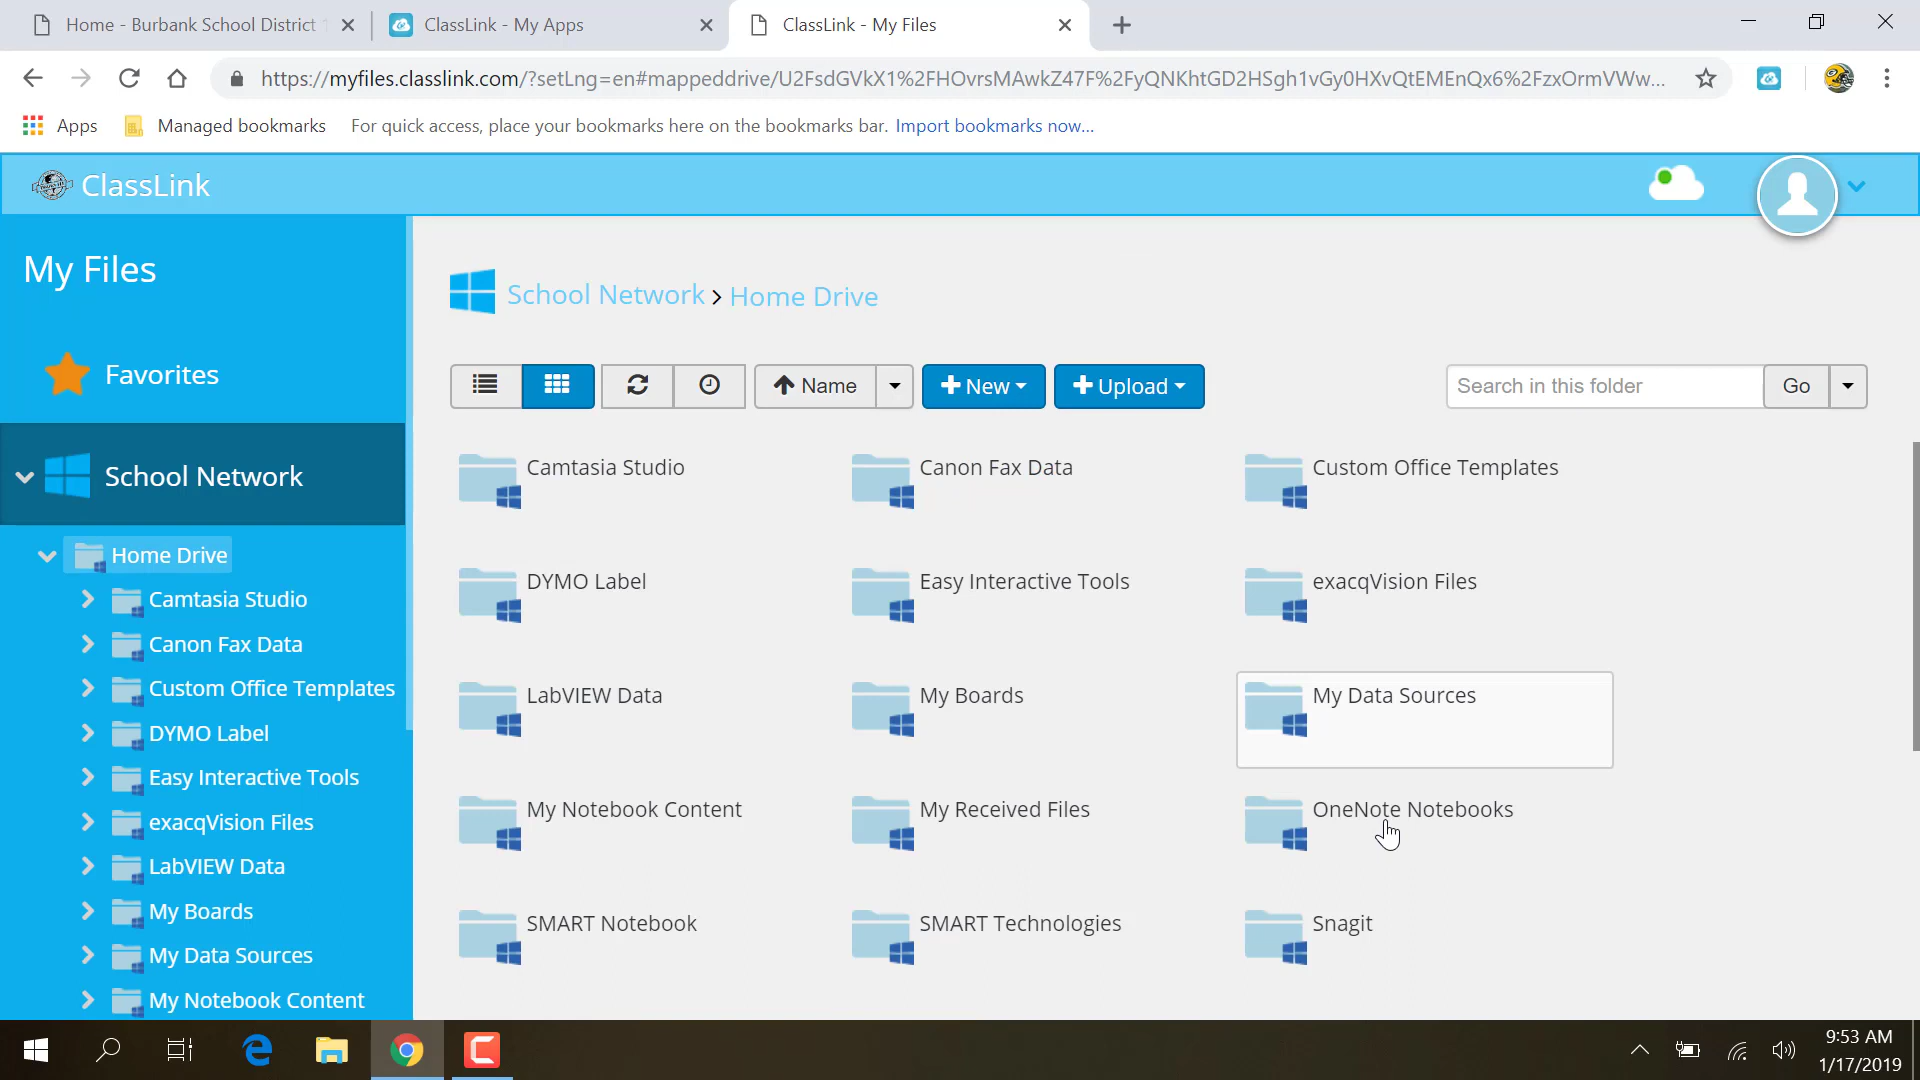 Home - Burbank School District
ClassLink - My Apps
ClassLink - My Files
https://myfiles.classlink.com/?setLng=en#mappeddrive/U2FsdGVkX1%2FHOvrsMAwkZ47F%2FyQNKhtGD2HSgh1vGy0HXvQtEMEnQx6%2FzxOrmVWw...
Apps
Managed bookmarks
For quick access, place your bookmarks here on the bookmarks bar. Import bookmarks now...
ClassLink
My Files
Favorites
School Network
Home Drive
Camtasia Studio
Canon Fax Data
Custom Office Templates
DYMO Label
Easy Interactive Tools
exacqVision Files
LabVIEW Data
My Boards
My Data Sources
My Notebook Content
School Network > Home Drive
Name
New
Upload
Search in this folder
Go
Camtasia Studio
Canon Fax Data
Custom Office Templates
DYMO Label
Easy Interactive Tools
exacqVision Files
LabVIEW Data
My Boards
My Data Sources
My Notebook Content
My Received Files
OneNote Notebooks
SMART Notebook
SMART Technologies
Snagit
9:53 AM
1/17/2019